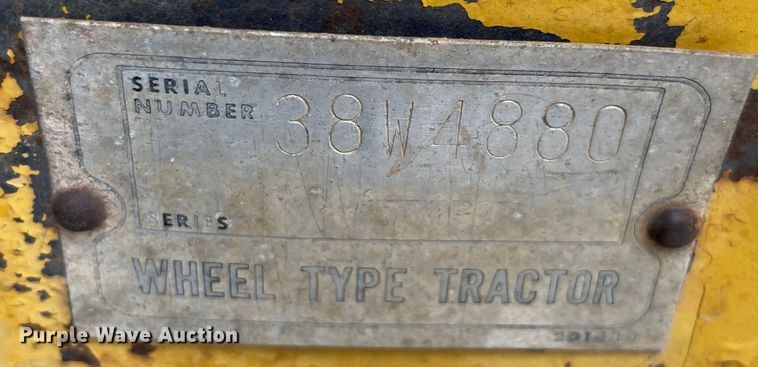 SERIAL
NUMBER 38W4880
SERIES
WHEEL TYPE TRACTOR
Purple Wave Auction